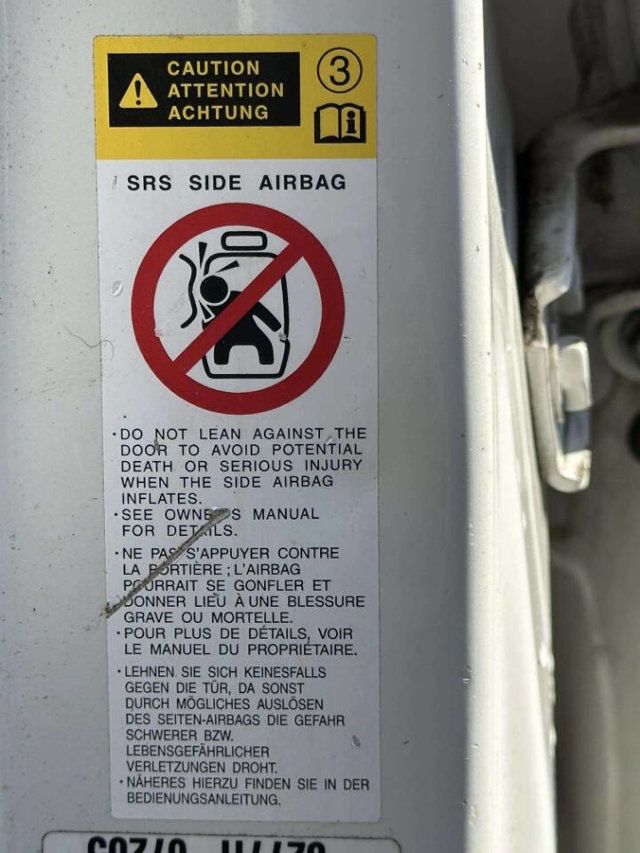 CAUTION
ATTENTION
ACHTUNG
3
i
SRS SIDE AIRBAG
·DO NOT LEAN AGAINST THE
DOOR TO AVOID POTENTIAL
DEATH OR SERIOUS INJURY
WHEN THE SIDE AIRBAG
INFLATES.
·SEE OWNER'S MANUAL
FOR DETAILS.
·NE PAS S'APPUYER CONTRE
LA PORTIÈRE ; L'AIRBAG
POURRAIT SE GONFLER ET
DONNER LIEU À UNE BLESSURE
GRAVE OU MORTELLE.
·POUR PLUS DE DÉTAILS, VOIR
LE MANUEL DU PROPRIÉTAIRE.
·LEHNEN SIE SICH KEINESFALLS
GEGEN DIE TÜR, DA SONST
DURCH MÖGLICHES AUSLÖSEN
DES SEITEN-AIRBAGS DIE GEFAHR
SCHWERER BZW.
LEBENSGEFÄHRLICHER
VERLETZUNGEN DROHT.
·NÄHERES HIERZU FINDEN SIE IN DER
BEDIENUNGSANLEITUNG.